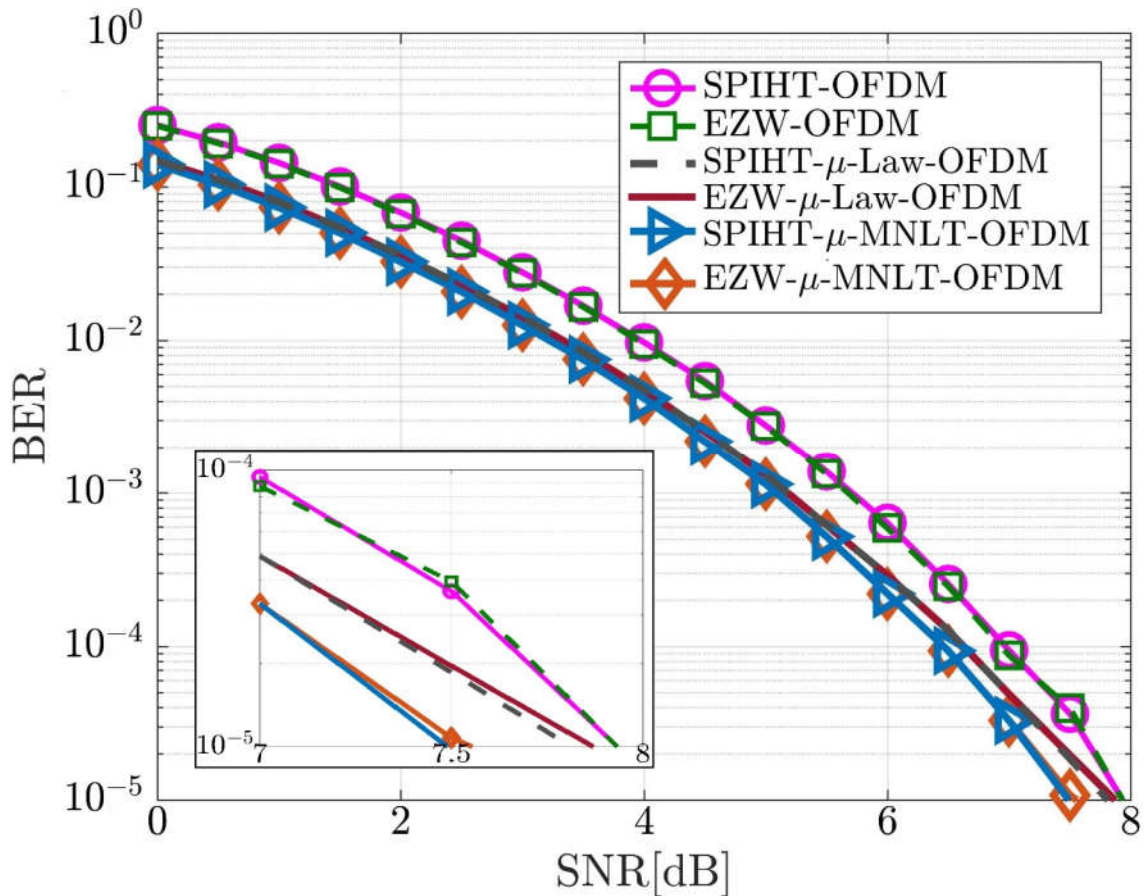 10^0
10^-1
10^-2
10^-3
10^-4
10^-5
BER
SPIHT-OFDM
EZW-OFDM
SPIHT-μ-Law-OFDM
EZW-μ-Law-OFDM
SPIHT-μ-MNLT-OFDM
EZW-μ-MNLT-OFDM
10^-4
10^-5
7 7.5 8
0 2 4 6 8
SNR[dB]